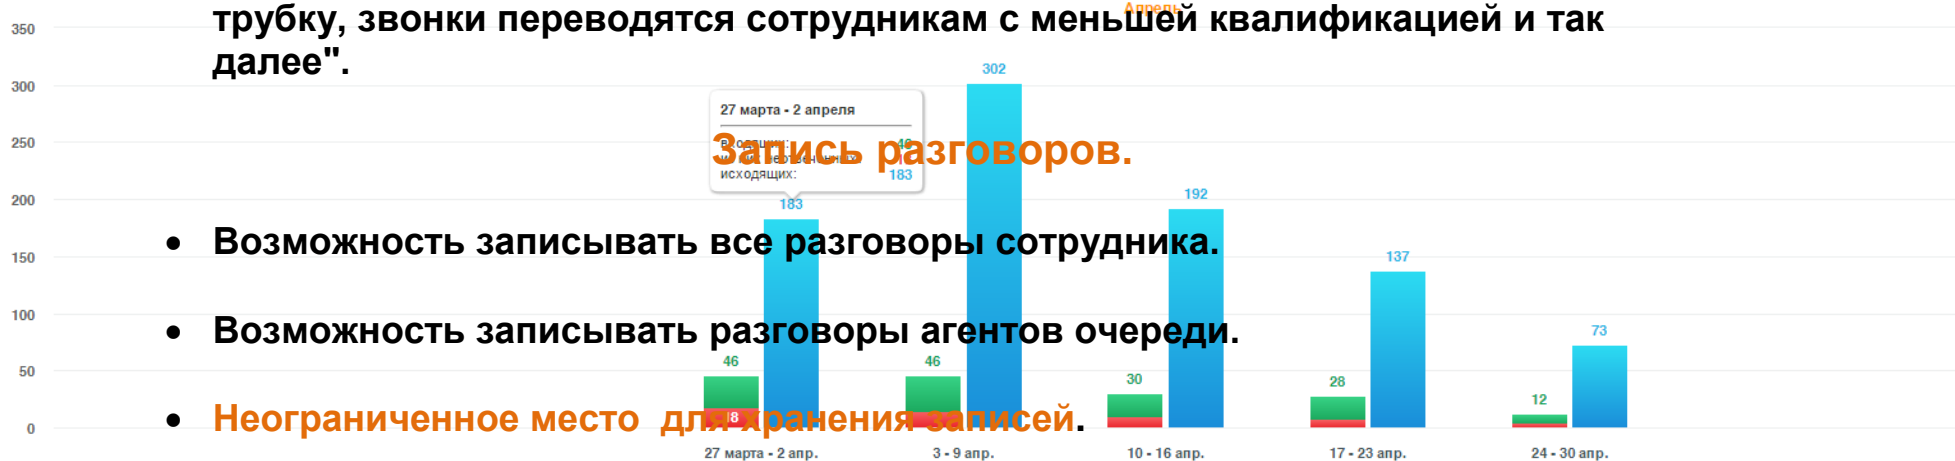 Апрель
трубку, звонки переводятся сотрудникам с меньшей квалификацией и так
далее".
350
300
250
200
150
100
50
0
302
27 марта - 2 апреля
входящих: 46
исходящих: 183
Запись разговоров.
183
192
• Возможность записывать все разговоры сотрудника.
137
• Возможность записывать разговоры агентов очереди.
73
46
46
30
28
12
• Неограниченное место для хранения записей.
27 марта - 2 апр.
3 - 9 апр.
10 - 16 апр.
17 - 23 апр.
24 - 30 апр.